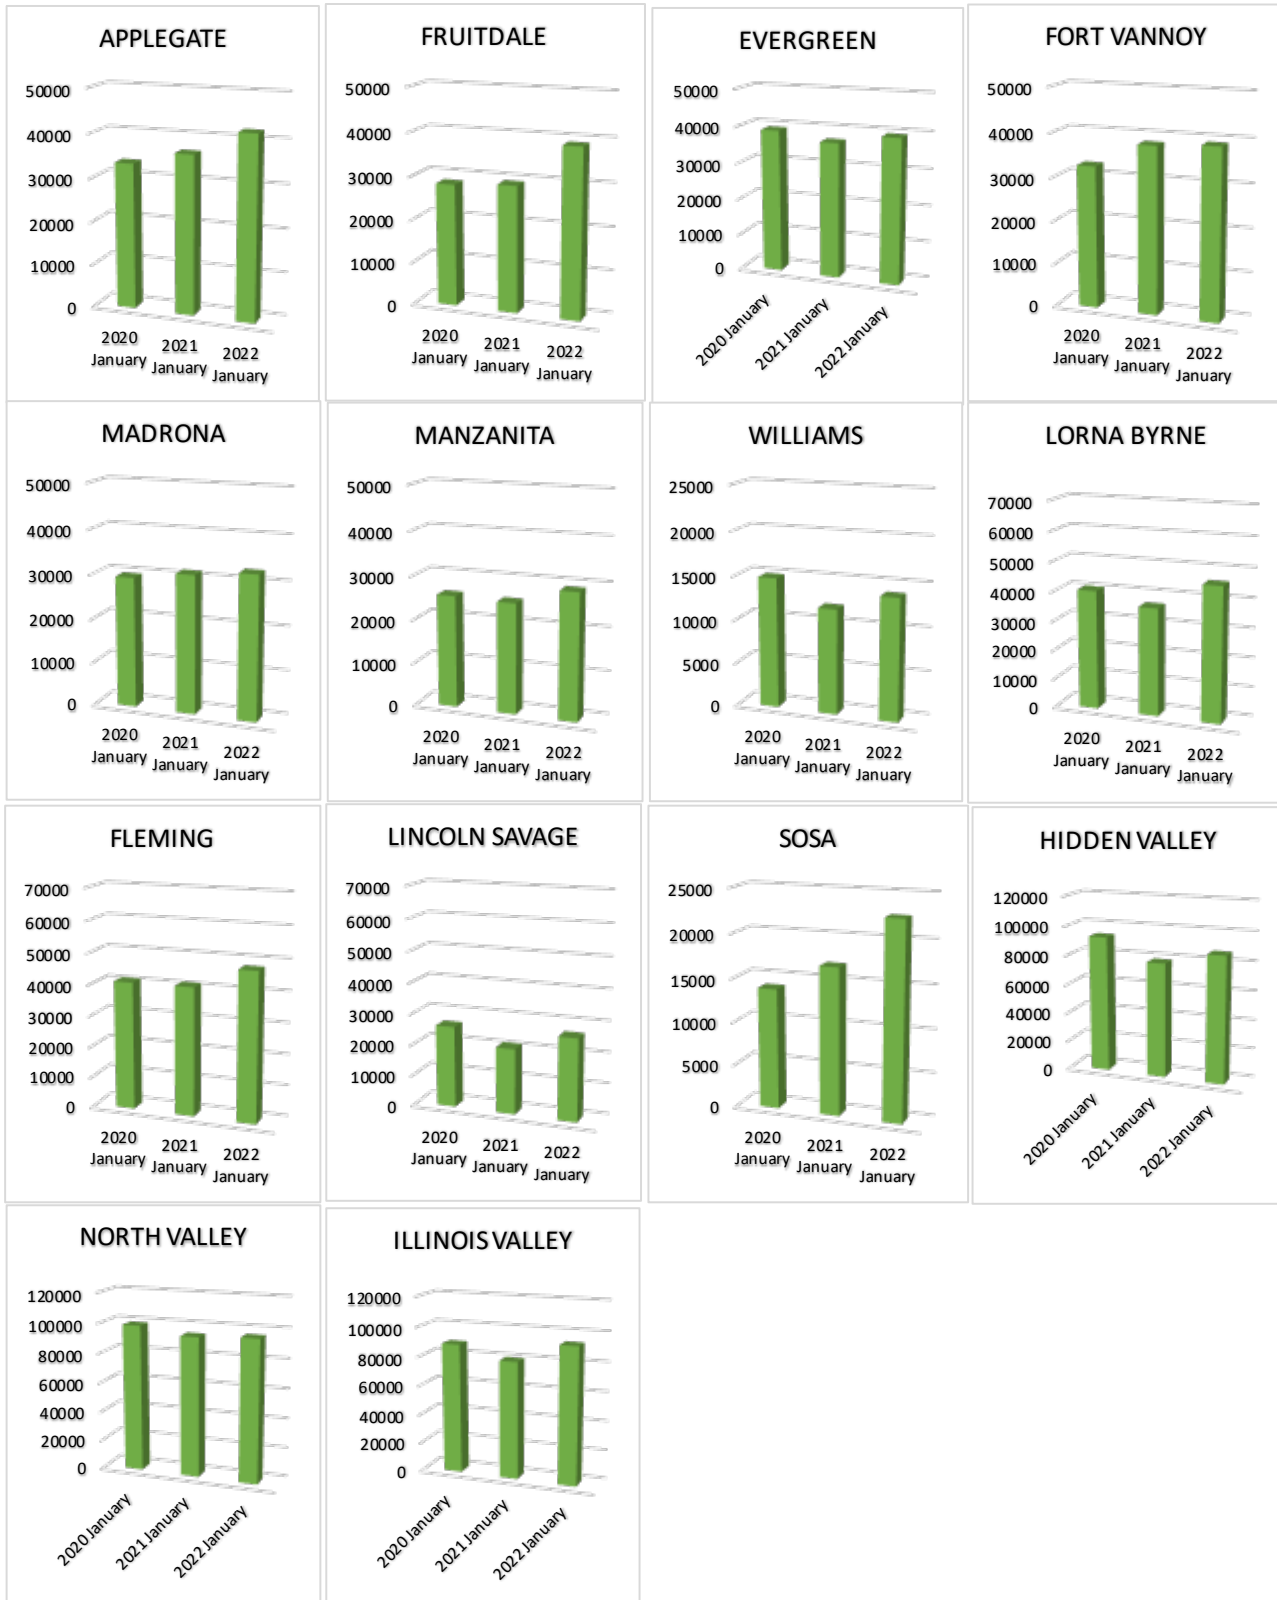 APPLEGATE
50000
40000
30000
20000
10000
0
2020 January
2021 January
2022 January
FRUITDALE
50000
40000
30000
20000
10000
0
2020 January
2021 January
2022 January
EVERGREEN
50000
40000
30000
20000
10000
0
2020 January
2021 January
2022 January
FORT VANNOY
50000
40000
30000
20000
10000
0
2020 January
2021 January
2022 January
MADRONA
50000
40000
30000
20000
10000
0
2020 January
2021 January
2022 January
MANZANITA
50000
40000
30000
20000
10000
0
2020 January
2021 January
2022 January
WILLIAMS
25000
20000
15000
10000
5000
0
2020 January
2021 January
2022 January
LORNA BYRNE
70000
60000
50000
40000
30000
20000
10000
0
2020 January
2021 January
2022 January
FLEMING
70000
60000
50000
40000
30000
20000
10000
0
2020 January
2021 January
2022 January
LINCOLN SAVAGE
70000
60000
50000
40000
30000
20000
10000
0
2020 January
2021 January
2022 January
SOSA
25000
20000
15000
10000
5000
0
2020 January
2021 January
2022 January
HIDDEN VALLEY
120000
100000
80000
60000
40000
20000
0
2020 January
2021 January
2022 January
NORTH VALLEY
120000
100000
80000
60000
40000
20000
0
2020 January
2021 January
2022 January
ILLINOIS VALLEY
120000
100000
80000
60000
40000
20000
0
2020 January
2021 January
2022 January